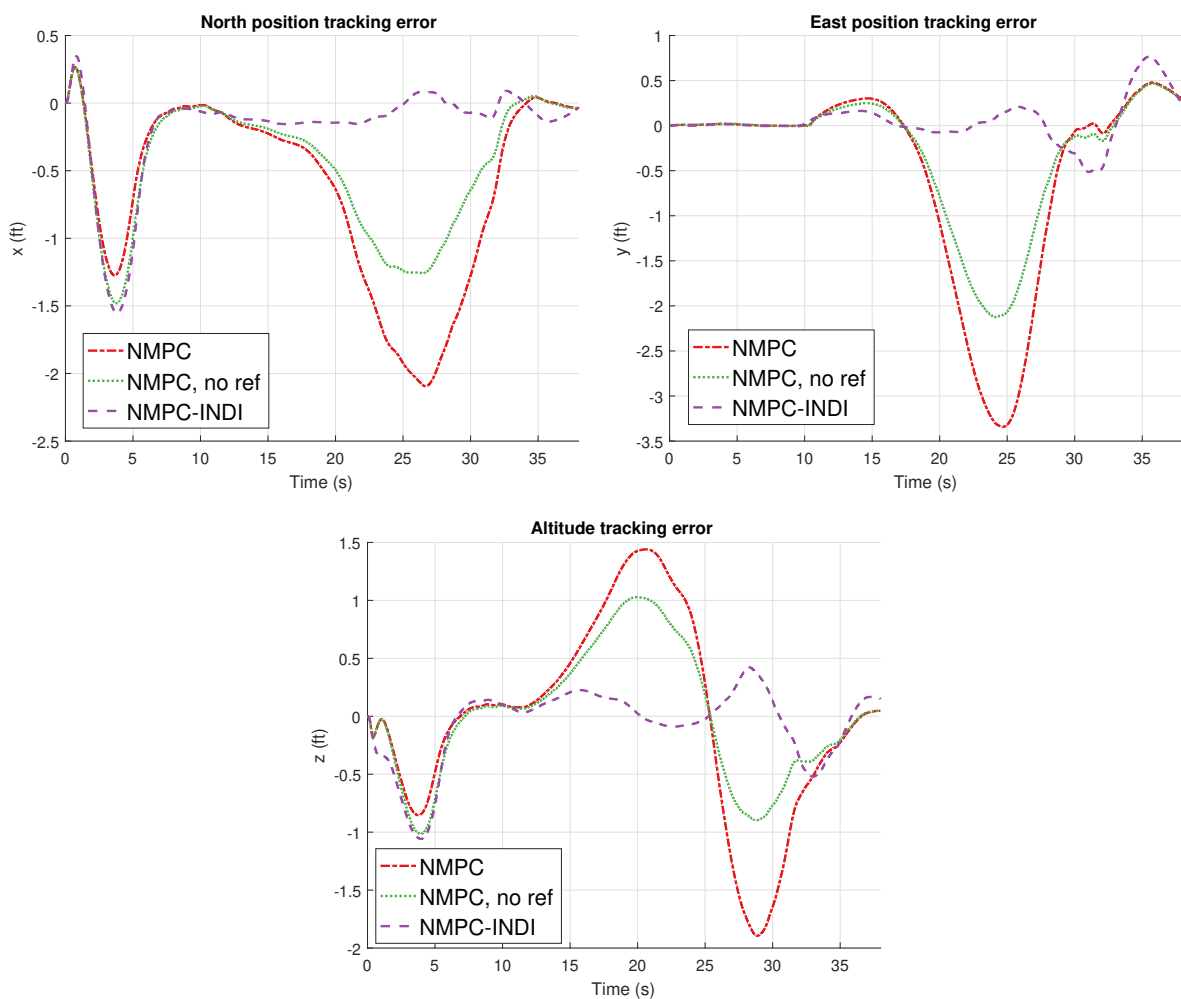 North position tracking error
0.5
0
-0.5
-1
-1.5
-2
-2.5
x (ft)
0 5 10 15 20 25 30 35
Time (s)
NMPC
NMPC, no ref
NMPC-INDI
East position tracking error
1
0.5
0
-0.5
-1
-1.5
-2
-2.5
-3
-3.5
y (ft)
0 5 10 15 20 25 30 35
Time (s)
NMPC
NMPC, no ref
NMPC-INDI
Altitude tracking error
1.5
1
0.5
0
-0.5
-1
-1.5
-2
z (ft)
0 5 10 15 20 25 30 35
Time (s)
NMPC
NMPC, no ref
NMPC-INDI